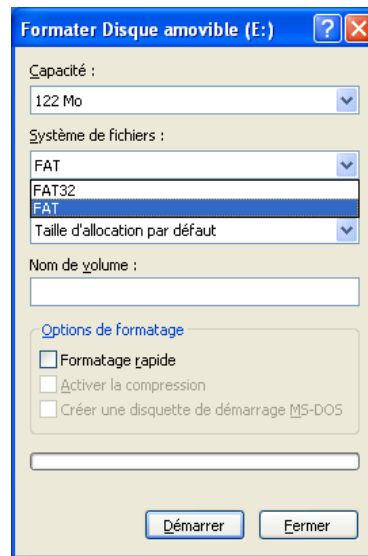 Formater Disque amovible (E:)
Capacité :
122 Mo
Système de fichiers :
FAT
FAT32
FAT
Taille d'allocation par défaut
Nom de volume :
Options de formatage
Formatage rapide
Activer la compression
Créer une disquette de démarrage MS-DOS
Démarrer
Fermer